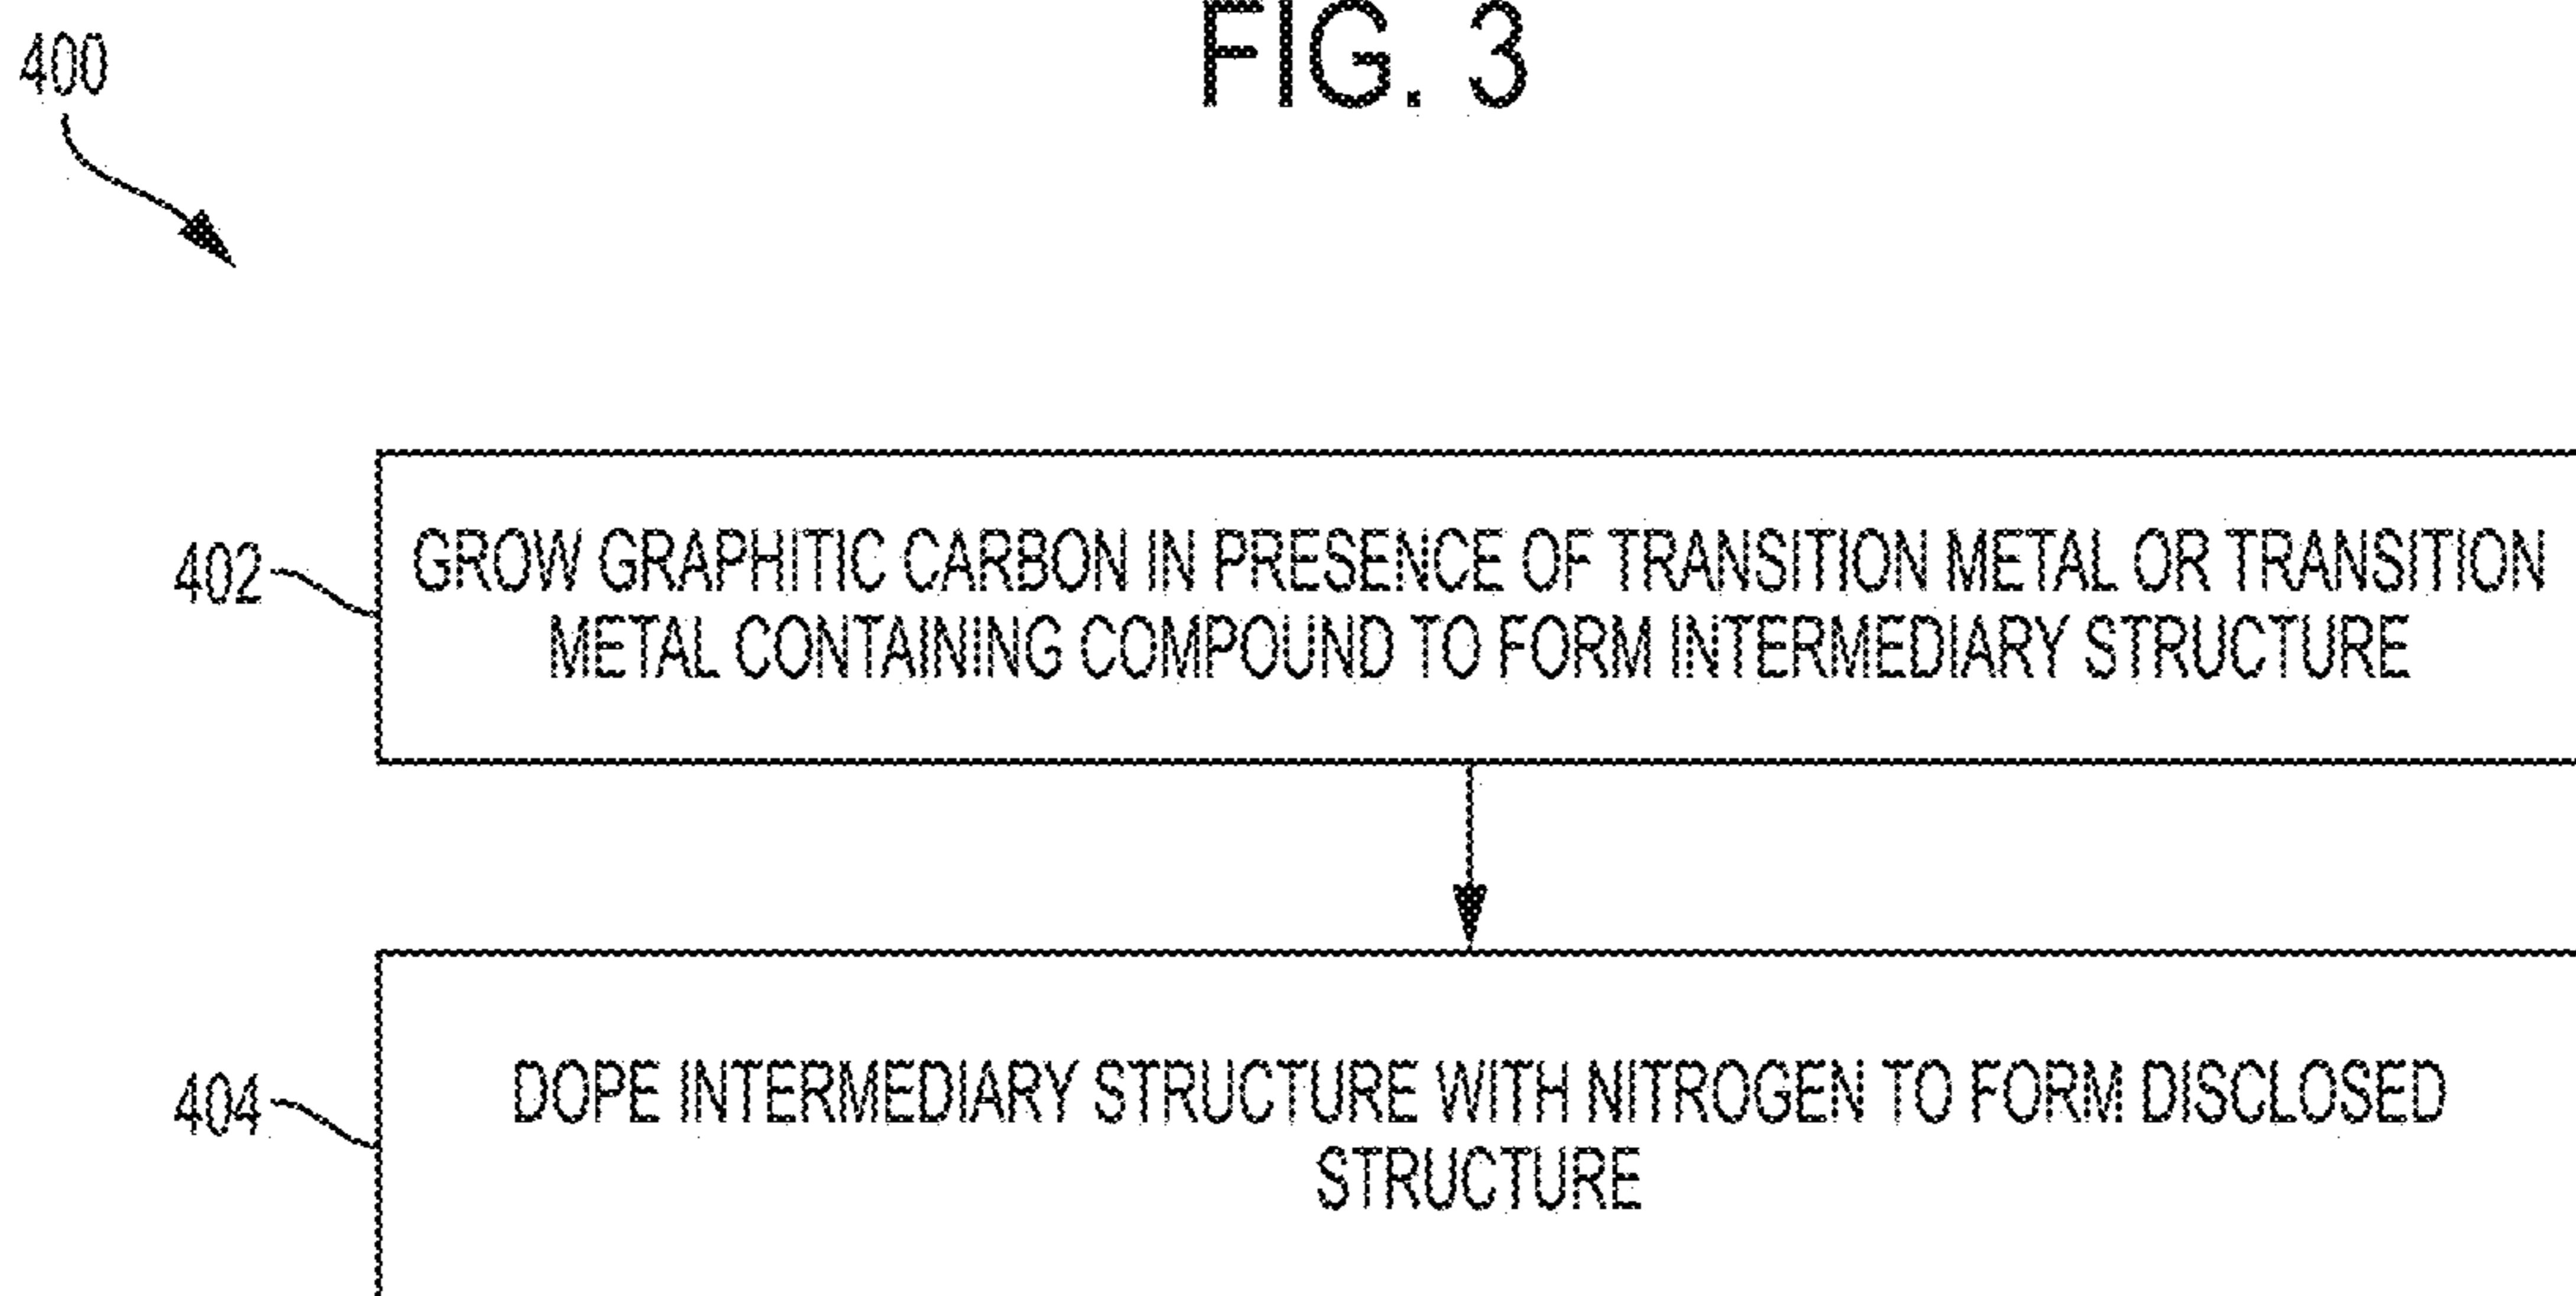 FIG. 3
400
402
GROW GRAPHITIC CARBON IN PRESENCE OF TRANSITION METAL OR TRANSITION
METAL CONTAINING COMPOUND TO FORM INTERMEDIARY STRUCTURE
404
DOPE INTERMEDIARY STRUCTURE WITH NITROGEN TO FORM DISCLOSED
STRUCTURE